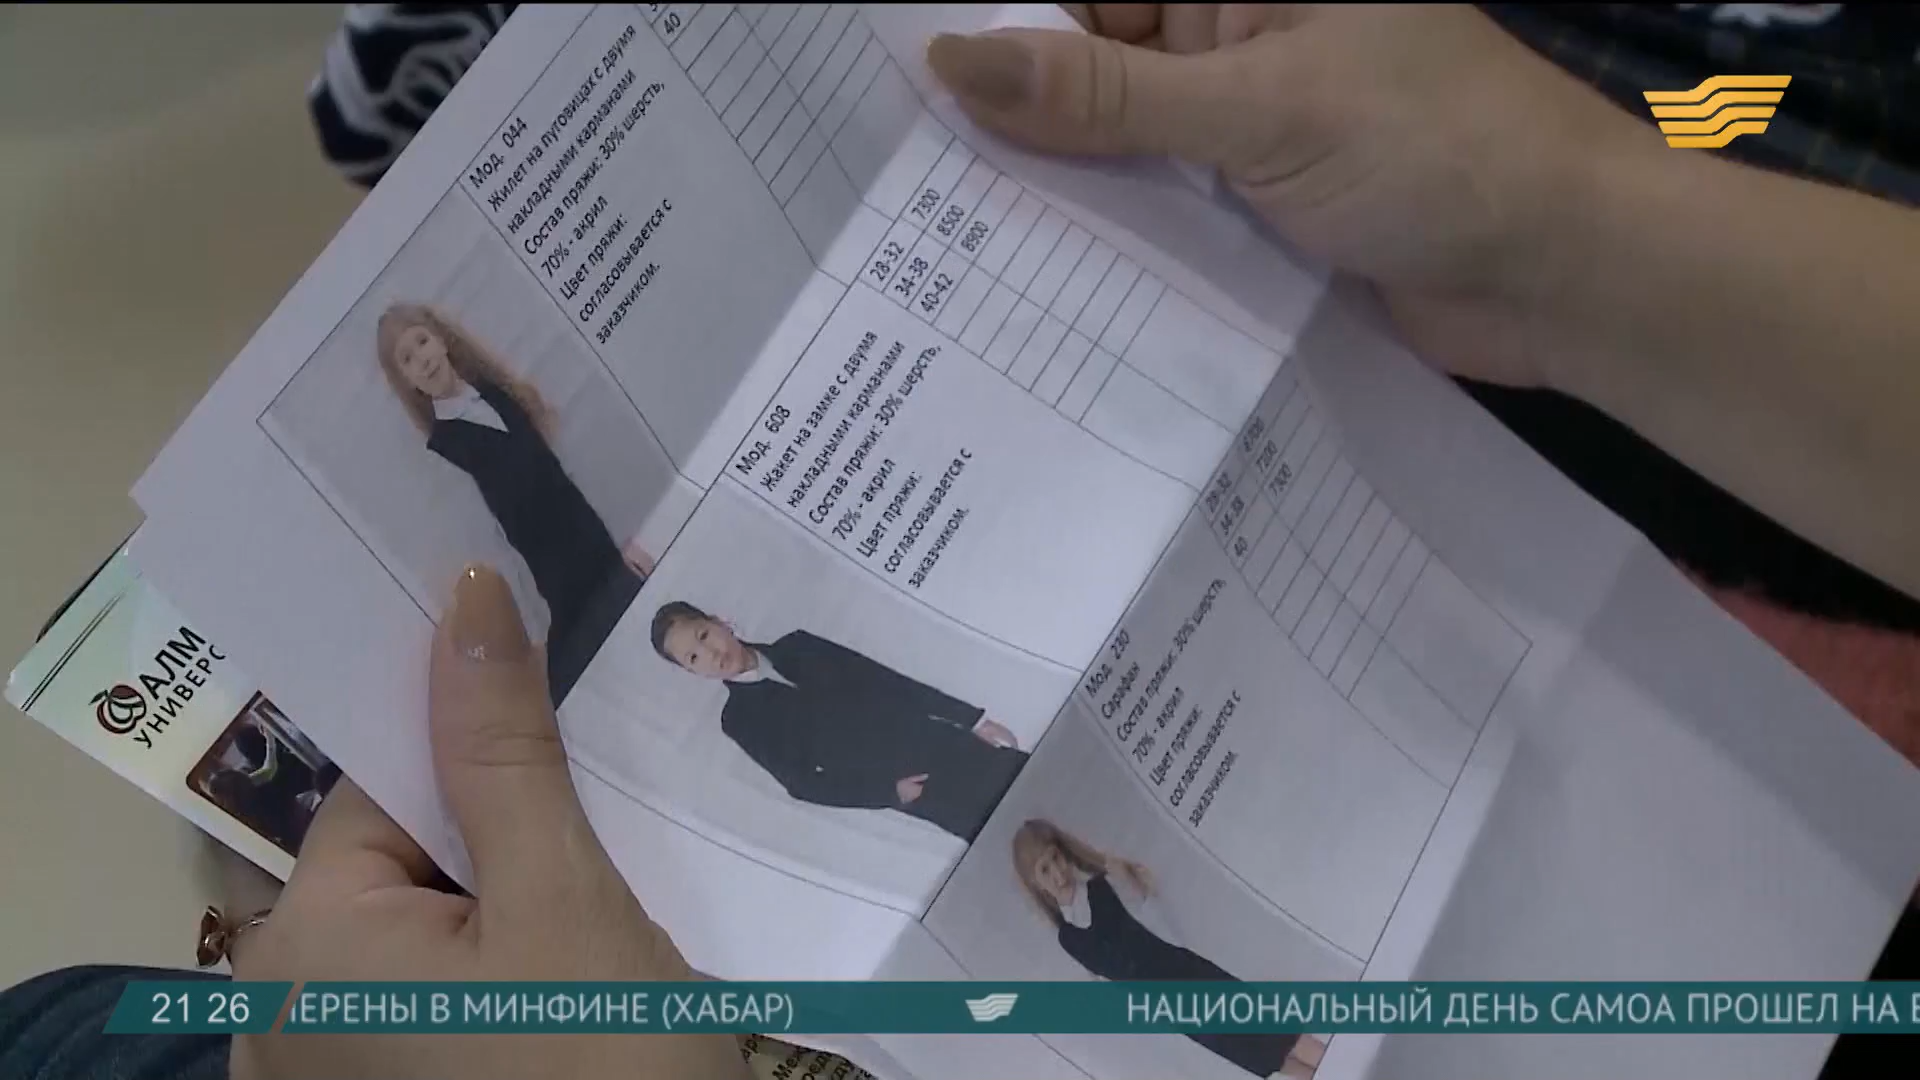 40
Мод. 044
Жилет на пуговицах с двумя
накладными карманами
Состав пряжи: 30% шерсть,
70% - акрил
Цвет пряжи:
согласовывается с
заказчиком.
28-32 7300
34-38 8500
40-42 8900
Мод. 608
Жакет на замке с двумя
накладными карманами
Состав пряжи: 30% шерсть,
70% - акрил
Цвет пряжи:
согласовывается с
заказчиком.
28-32
34-38
40
Мод. 230
Сарафан
Состав пряжи: 30% шерсть,
70% - акрил
Цвет пряжи:
согласовывается с
заказчиком.
АЛМ
УНИВЕРС
21 26 ЕРЕНЫ В МИНФИНЕ (ХАБАР) НАЦИОНАЛЬНЫЙ ДЕНЬ САМОА ПРОШЕЛ НА